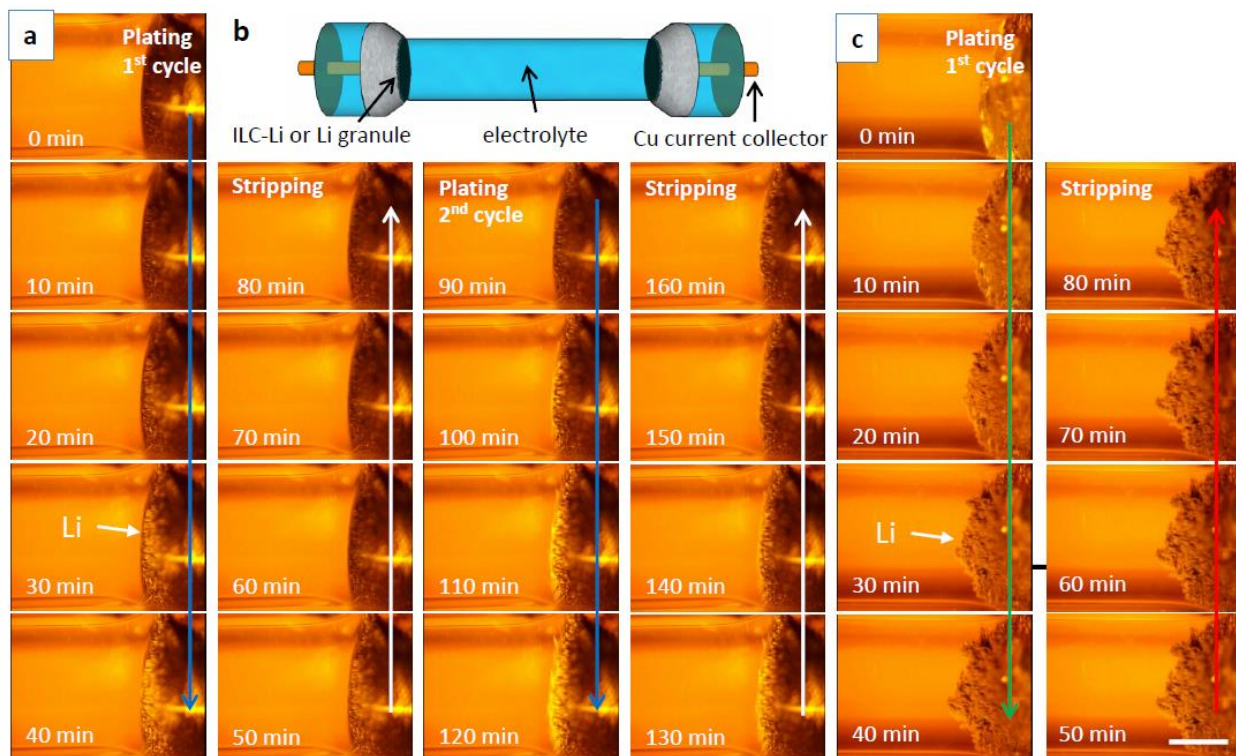 a
Plating
1st cycle
0 min
10 min
20 min
Li
30 min
40 min
b
ILC-Li or Li granule
electrolyte
Cu current collector
Stripping
80 min
70 min
60 min
50 min
Plating
2nd cycle
90 min
100 min
110 min
120 min
Stripping
160 min
150 min
140 min
130 min
c
Plating
1st cycle
0 min
10 min
20 min
Li
30 min
40 min
Stripping
80 min
70 min
60 min
50 min